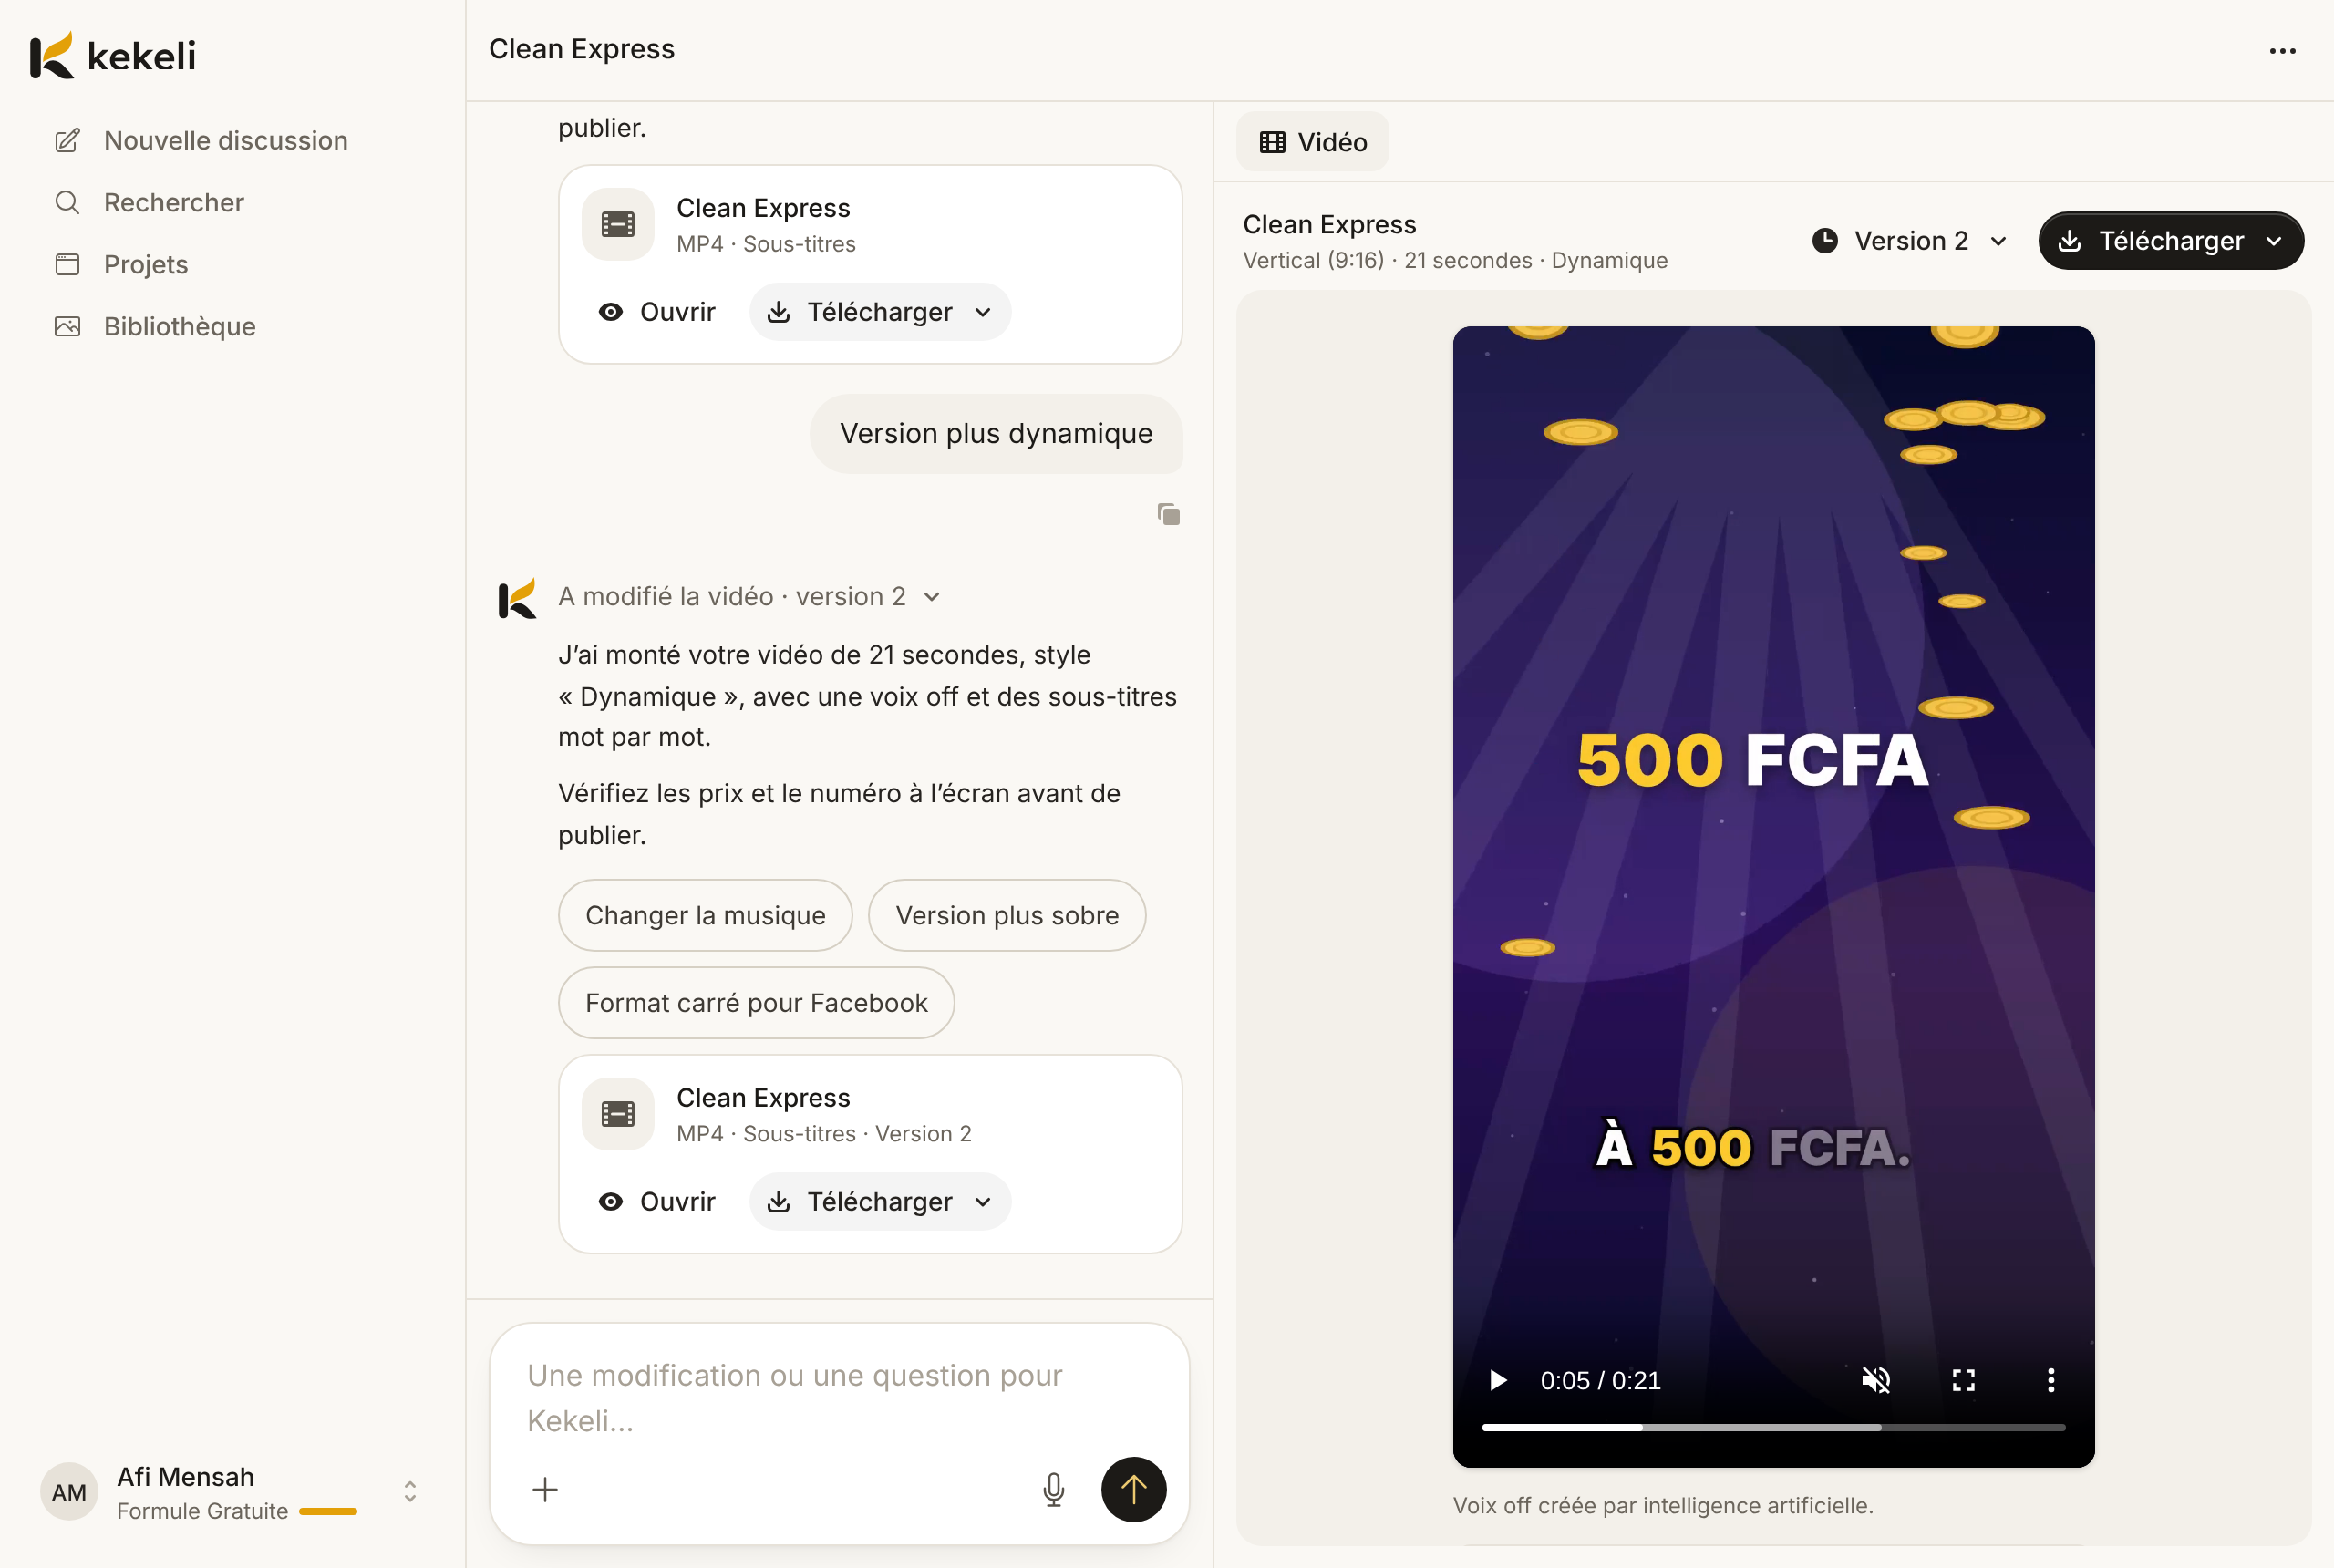 kekeli
Nouvelle discussion
Rechercher
Projets
Bibliothèque
AM
Afi Mensah
Formule Gratuite
Clean Express
publier.
Clean Express
MP4 · Sous-titres
Ouvrir
Télécharger
Version plus dynamique
A modifié la vidéo · version 2
J’ai monté votre vidéo de 21 secondes, style
« Dynamique », avec une voix off et des sous-titres
mot par mot.
Vérifiez les prix et le numéro à l’écran avant de
publier.
Changer la musique
Version plus sobre
Format carré pour Facebook
Clean Express
MP4 · Sous-titres · Version 2
Ouvrir
Télécharger
Une modification ou une question pour
Kekeli...
Vidéo
Clean Express
Vertical (9:16) · 21 secondes · Dynamique
Version 2
Télécharger
500 FCFA
À 500 FCFA.
0:05 / 0:21
Voix off créée par intelligence artificielle.